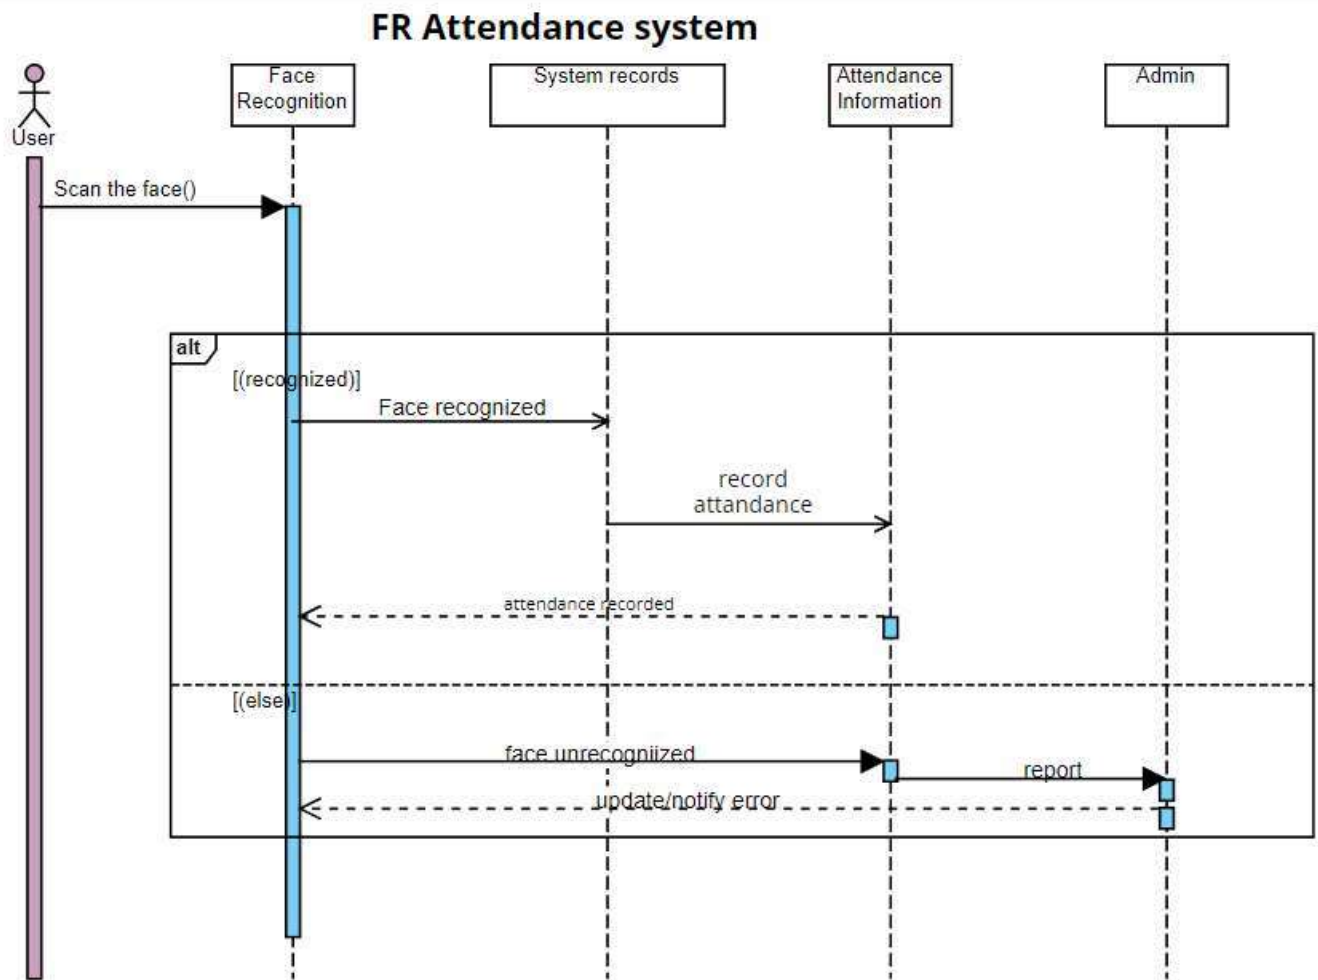 FR Attendance system
User
Face
Recognition
System records
Attendance
Information
Admin
Scan the face()
alt
[(recognized)]
Face recognized
record
attandance
attendance recorded
[(else)]
face unrecogniized
report
update/notify error